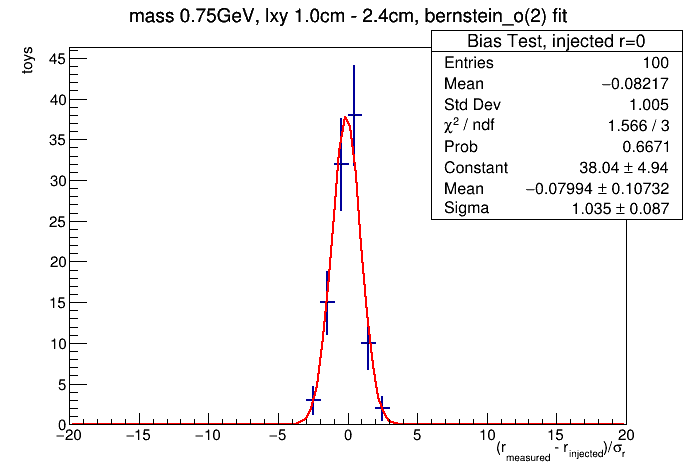 mass 0.75GeV, lxy 1.0cm - 2.4cm, bernstein_o(2) fit
toys
Bias Test, injected r=0
Entries 100
Mean −0.08217
Std Dev 1.005
χ² / ndf 1.566 / 3
Prob 0.6671
Constant 38.04 ± 4.94
Mean −0.07994 ± 0.10732
Sigma 1.035 ± 0.087
45
40
35
30
25
20
15
10
5
0
−20 −15 −10 −5 0 5 10 15 20
(r_measured - r_injected)/σ_r